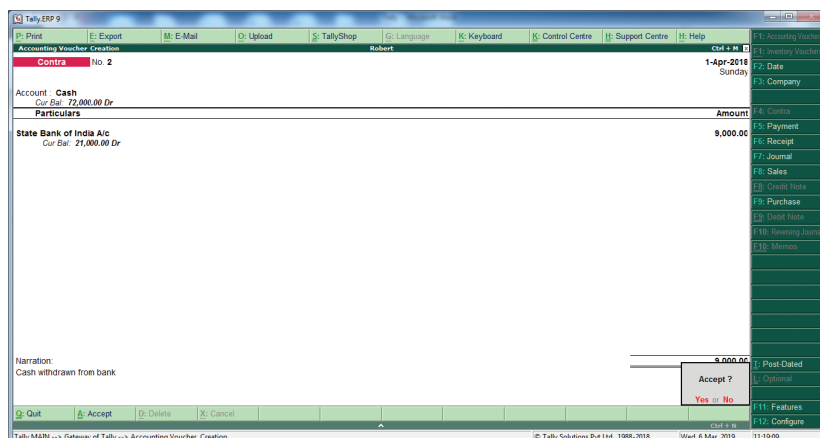 Tally.ERP 9
P: Print E: Export M: E-Mail O: Upload S: TallyShop G: Language K: Keyboard K: Control Centre H: Support Centre H: Help
F1: Accounting Voucher
Accounting Voucher Creation Robert Ctrl + M
F1: Inventory Voucher
Contra No. 2 1-Apr-2018
F2: Date
Sunday
F3: Company
Account : Cash
Cur Bal: 72,000.00 Dr
Particulars Amount
F4: Contra
F5: Payment
State Bank of India A/c 9,000.00
Cur Bal: 21,000.00 Dr
F6: Receipt
F7: Journal
F8: Sales
F8: Credit Note
F9: Purchase
F9: Debit Note
F10: Reversing Journa
F10: Memos
Narration: 9,000.00
Cash withdrawn from bank
T: Post-Dated
L: Optional
Accept ?
Yes or No
Q: Quit A: Accept D: Delete X: Cancel
F11: Features
F12: Configure
Ctrl + N
Tally MAIN --> Gateway of Tally --> Accounting Voucher Creation © Tally Solutions Pvt Ltd., 1988-2018 Wed, 6 Mar, 2019 11:19:09